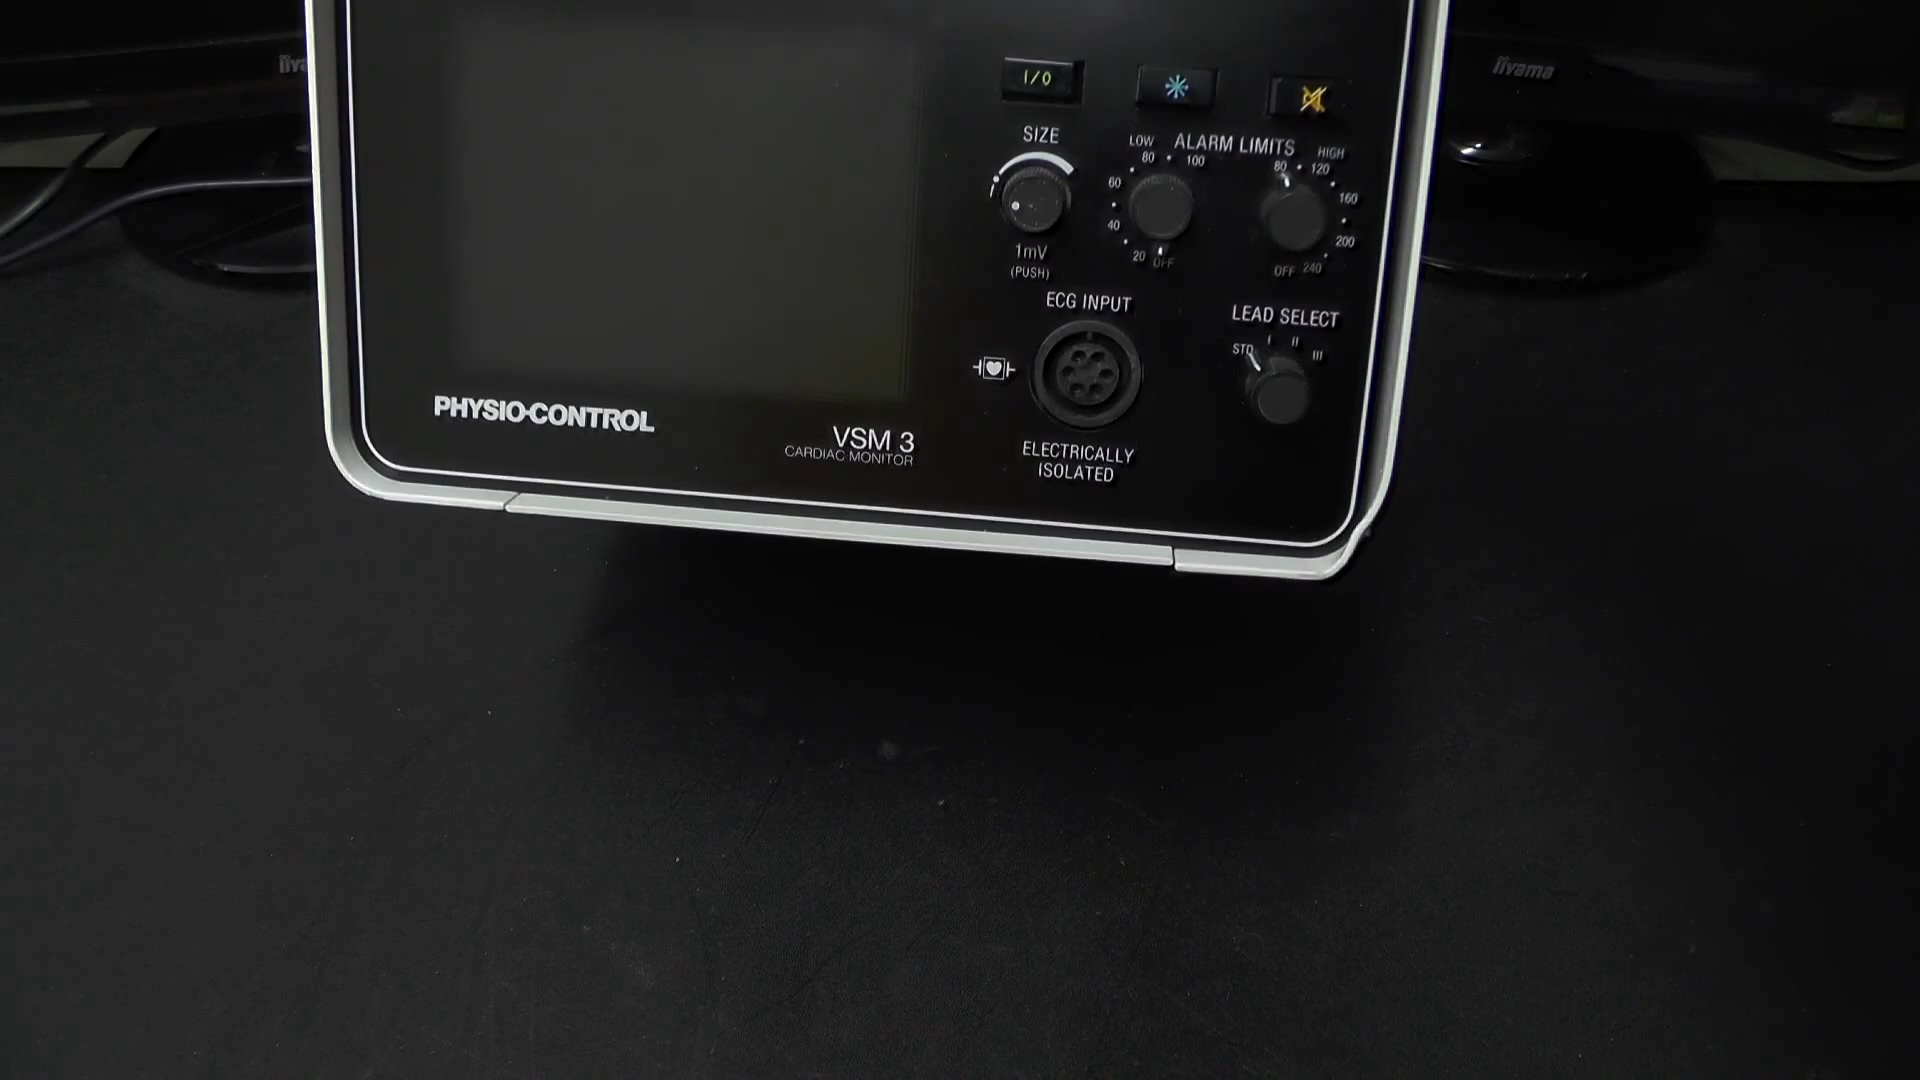 iiyama
I/O
SIZE
1mV
(PUSH)
ALARM LIMITS
LOW
80
100
60
40
20
OFF
HIGH
80
120
160
200
240
OFF
ECG INPUT
ELECTRICALLY
ISOLATED
LEAD SELECT
STD
I
II
III
PHYSIO-CONTROL
VSM 3
CARDIAC MONITOR